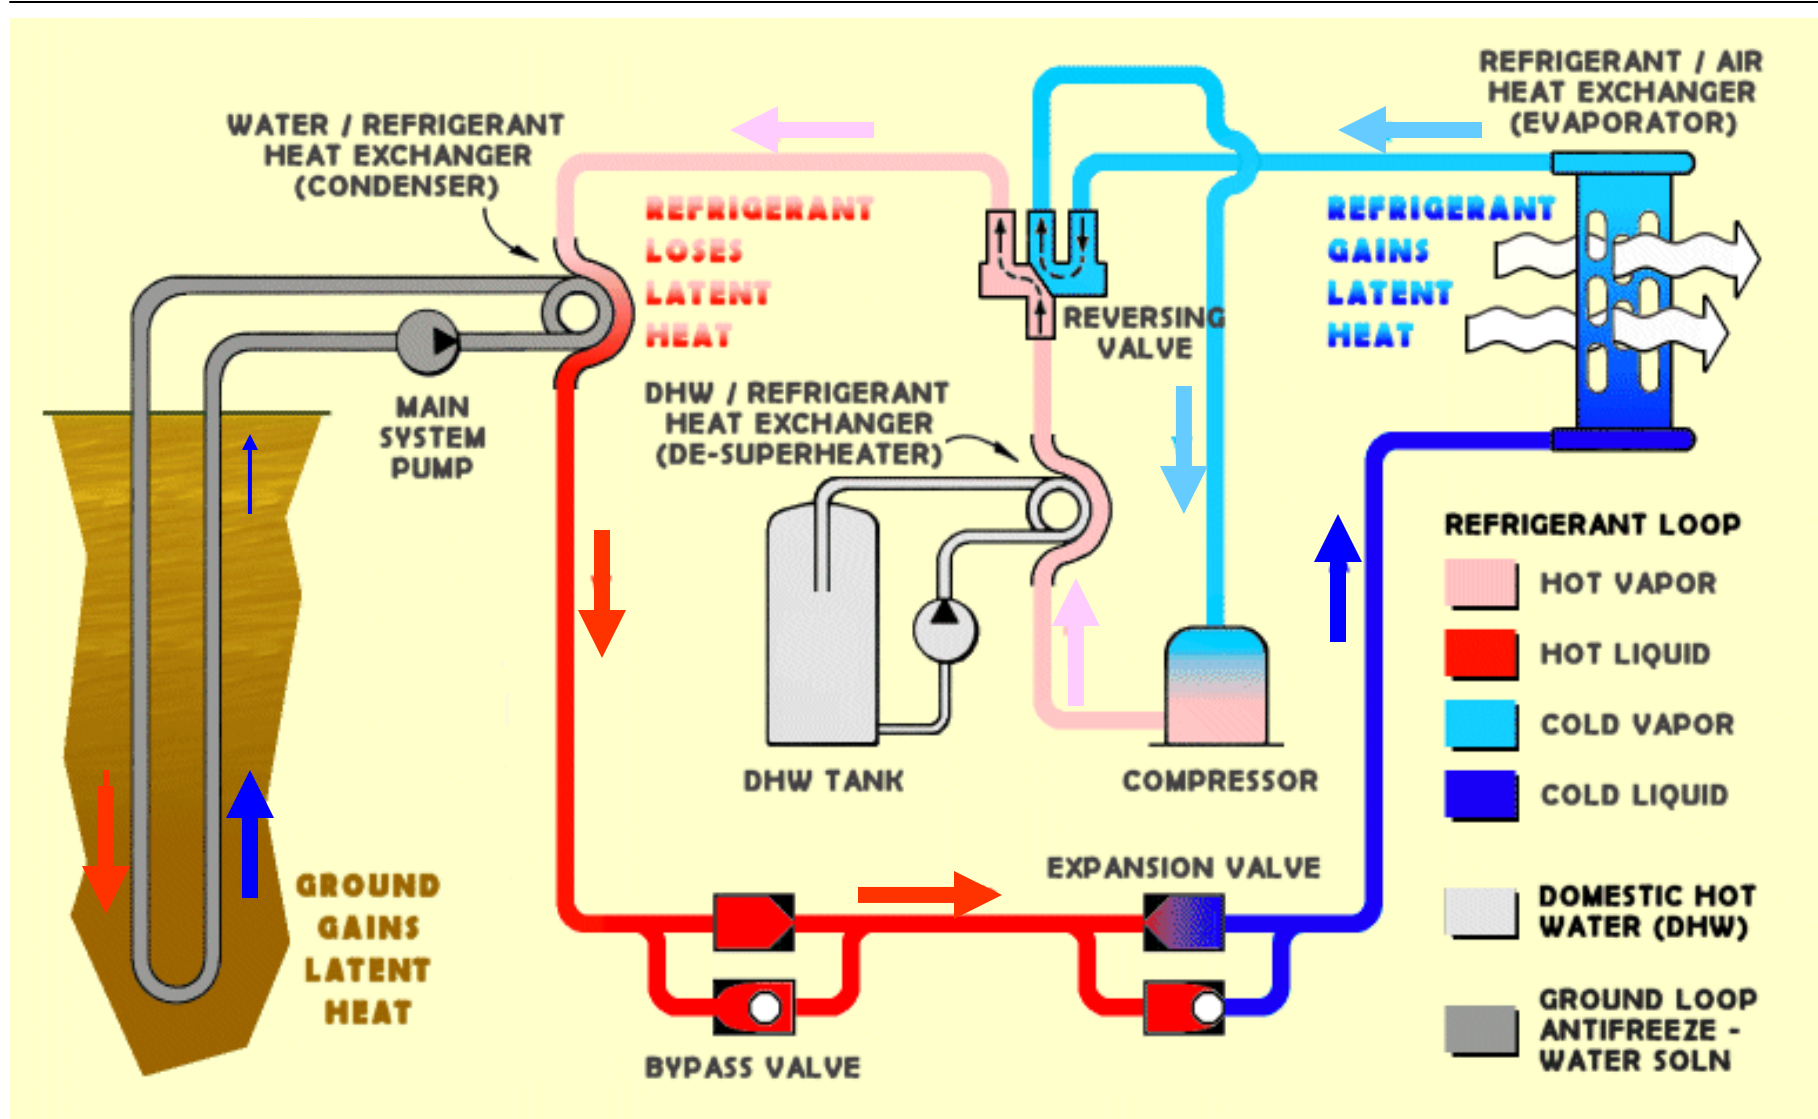 REFRIGERANT / AIR
HEAT EXCHANGER
(EVAPORATOR)
WATER / REFRIGERANT
HEAT EXCHANGER
(CONDENSER)
REFRIGERANT
LOSES
LATENT
HEAT
REFRIGERANT
GAINS
LATENT
HEAT
REVERSING
VALVE
DHW / REFRIGERANT
HEAT EXCHANGER
(DE-SUPERHEATER)
MAIN
SYSTEM
PUMP
REFRIGERANT LOOP
HOT VAPOR
HOT LIQUID
COLD VAPOR
COLD LIQUID
DHW TANK
COMPRESSOR
EXPANSION VALVE
GROUND
GAINS
LATENT
HEAT
DOMESTIC HOT
WATER (DHW)
GROUND LOOP
ANTIFREEZE -
WATER SOLN
BYPASS VALVE